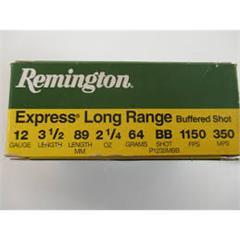 Remington
Express® Long Range Buffered Shot
12 3 1/2 89 2 1/4 64 BB 1150 350
GAUGE LENGTH LENGTH OZ GRAMS SHOT FPS MPS
MM P1235MBB